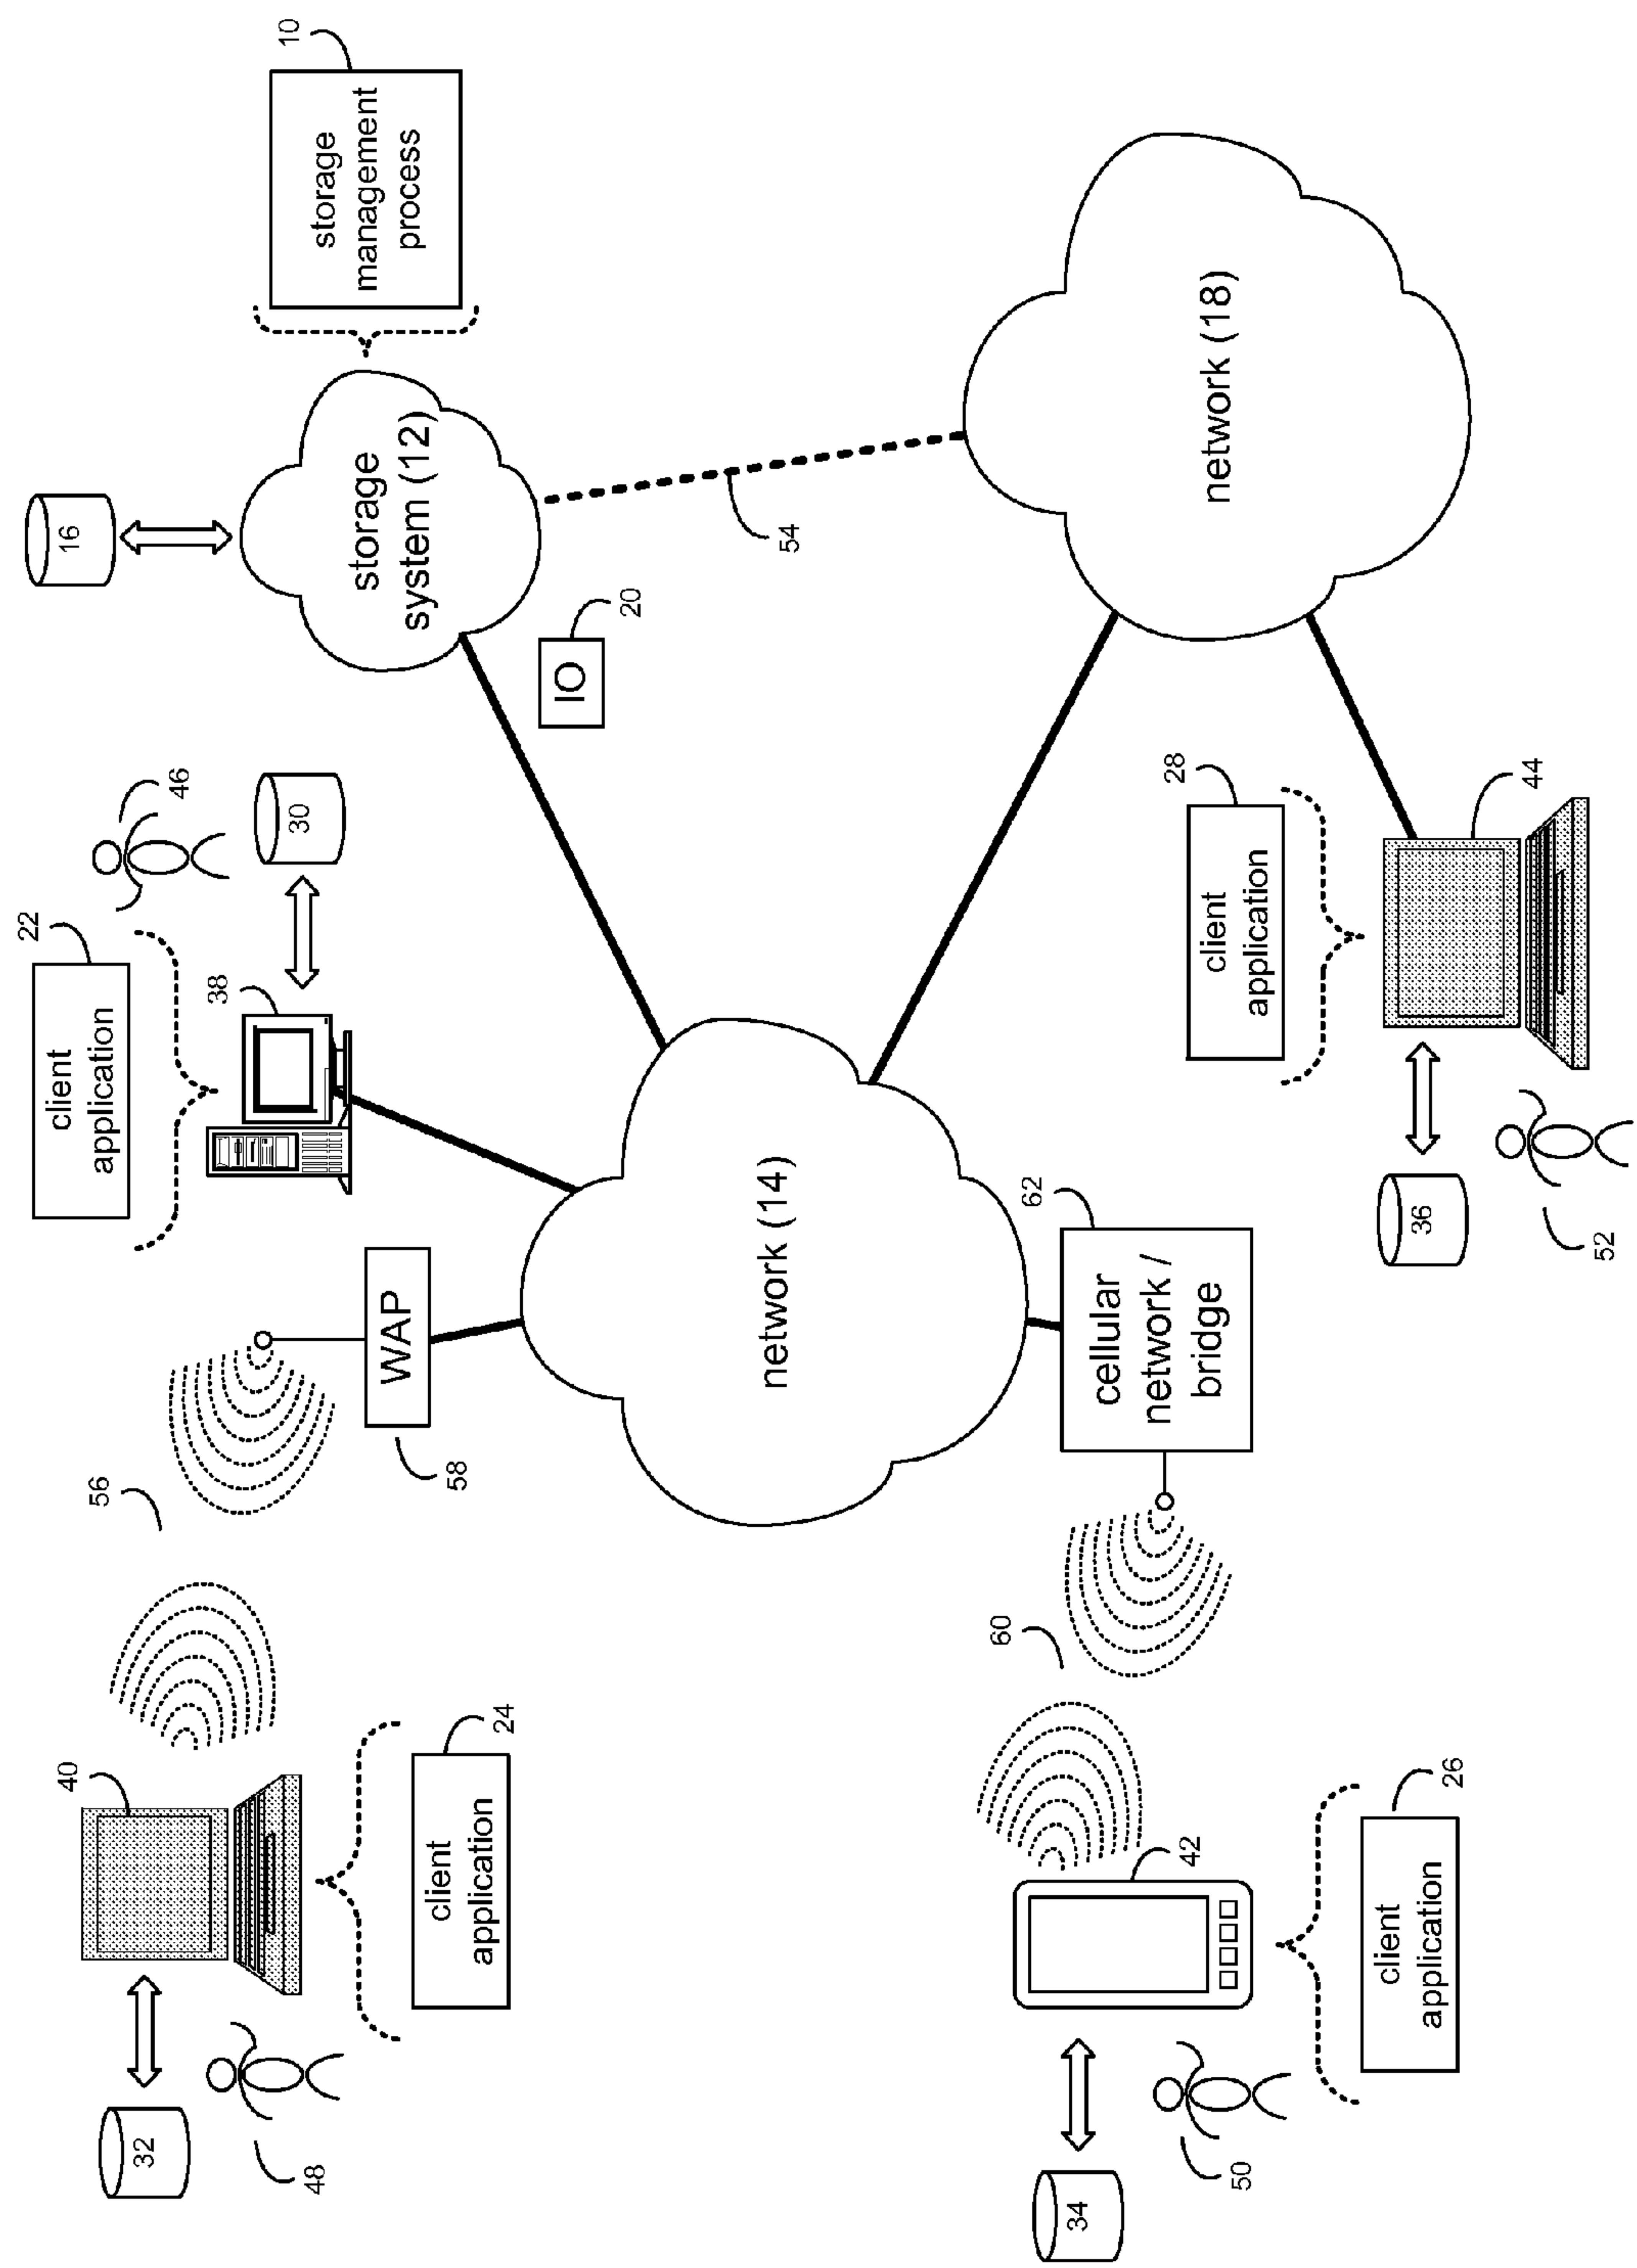 48
32
40
56
58
WAP
24
client
application
22
client
application
38
46
30
16
storage
system (12)
10
storage
management
process
IO
20
54
network (14)
network (18)
34
50
42
60
62
cellular
network /
bridge
26
client
application
28
client
application
44
36
52